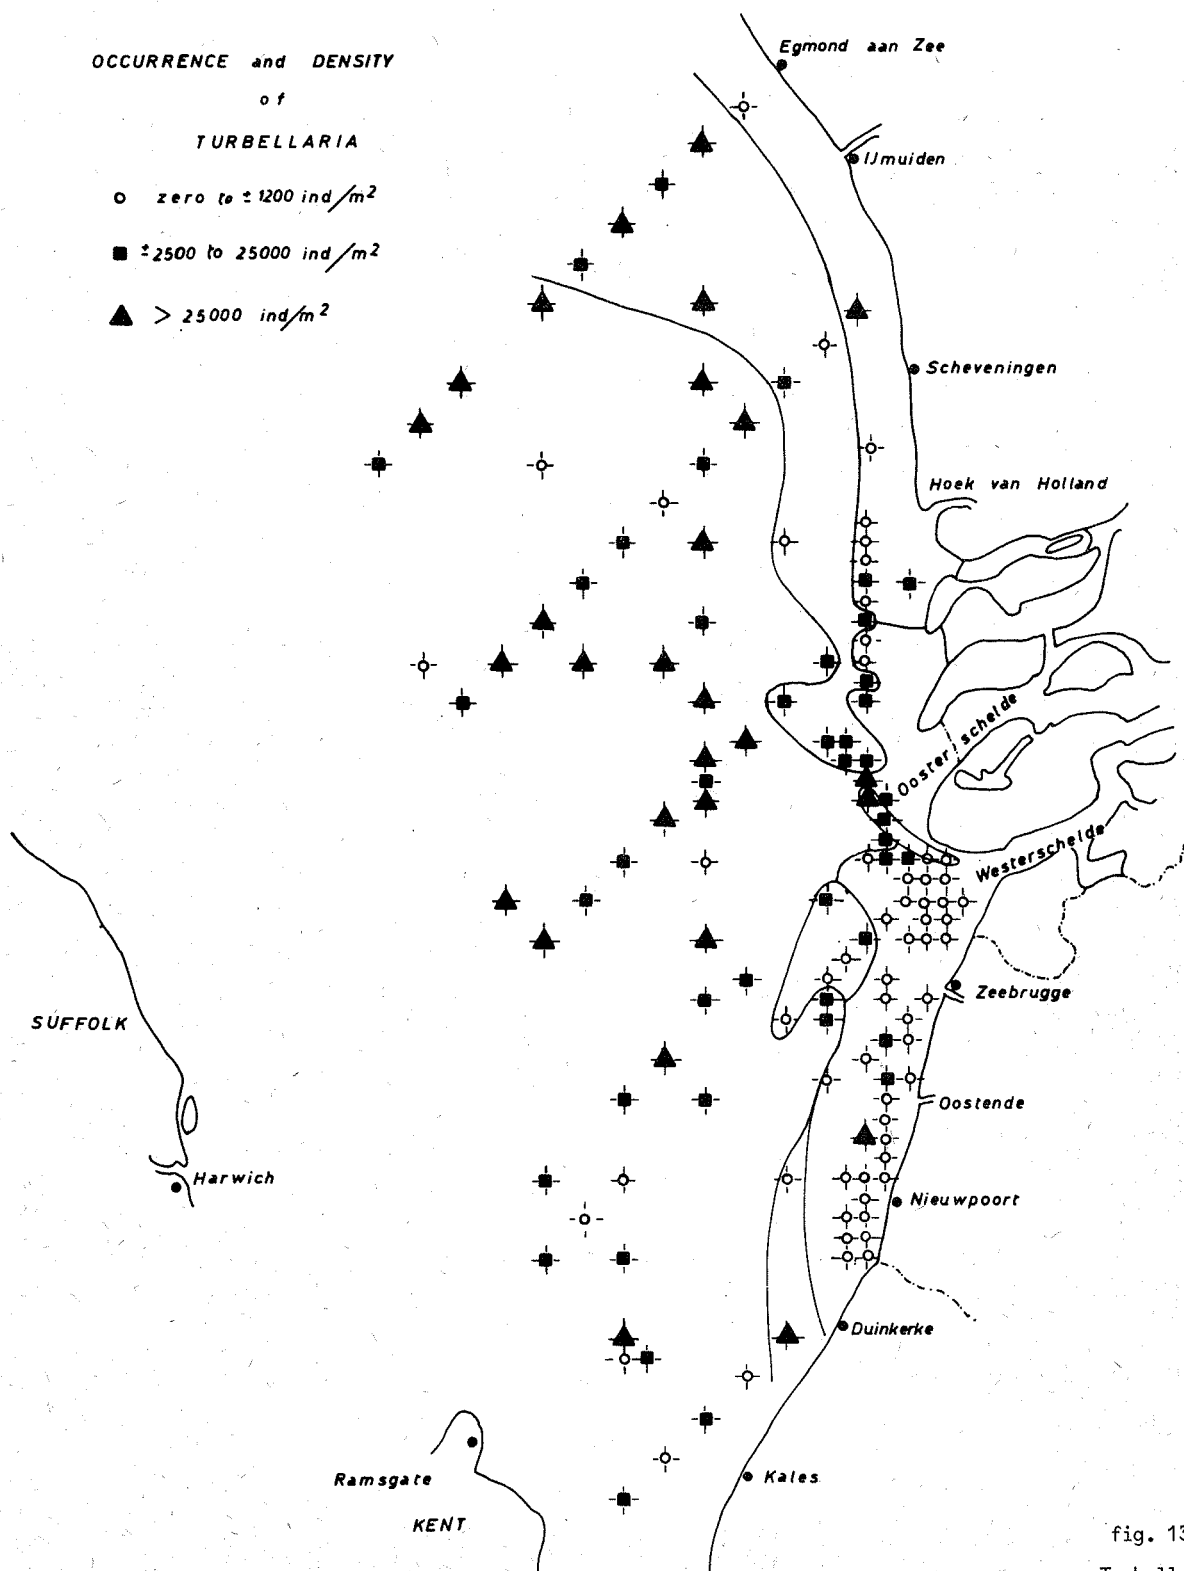 OCCURRENCE and DENSITY
of
TURBELLARIA
zero to ± 1200 ind/m²
± 2500 to 25000 ind/m²
> 25000 ind/m²
Egmond aan Zee
IJmuiden
Scheveningen
Hoek van Holland
Oosterschelde
Westerschelde
Zeebrugge
SUFFOLK
Oostende
Harwich
Nieuwpoort
Duinkerke
Ramsgate
Kales
KENT
fig. 13